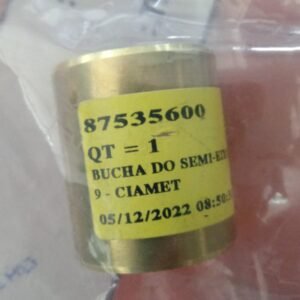 87535600
QT = 1
BUCHA DO SEMI-EIX
9 - CIAMET
05/12/2022 08:50: